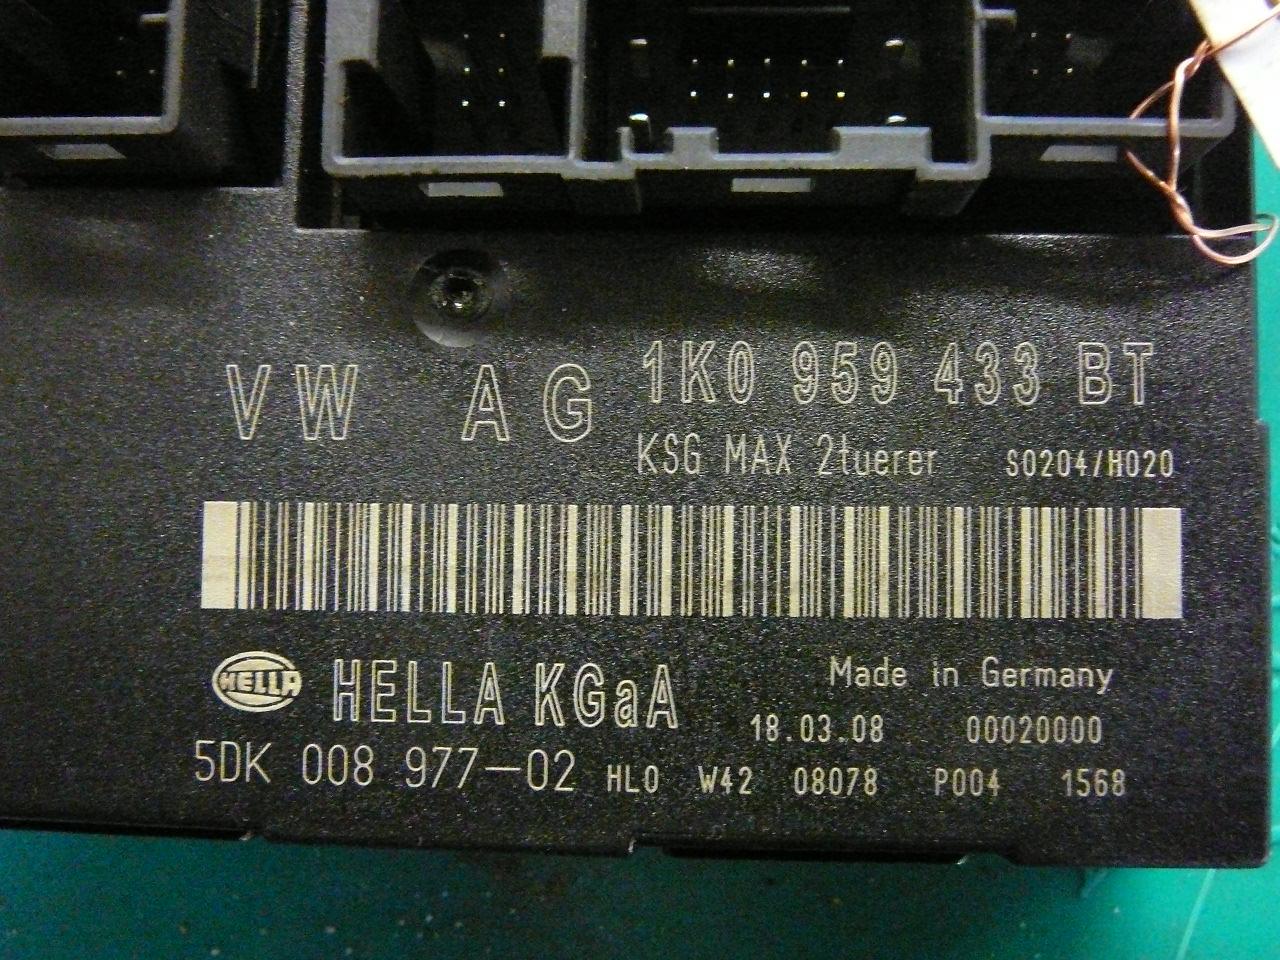 VW AG 1K0 959 433 BT
KSG MAX 2tuerer S0204/H020
HELLA HELLA KGaA Made in Germany
18.03.08 00020000
5DK 008 977-02 HL0 W42 08078 P004 1568